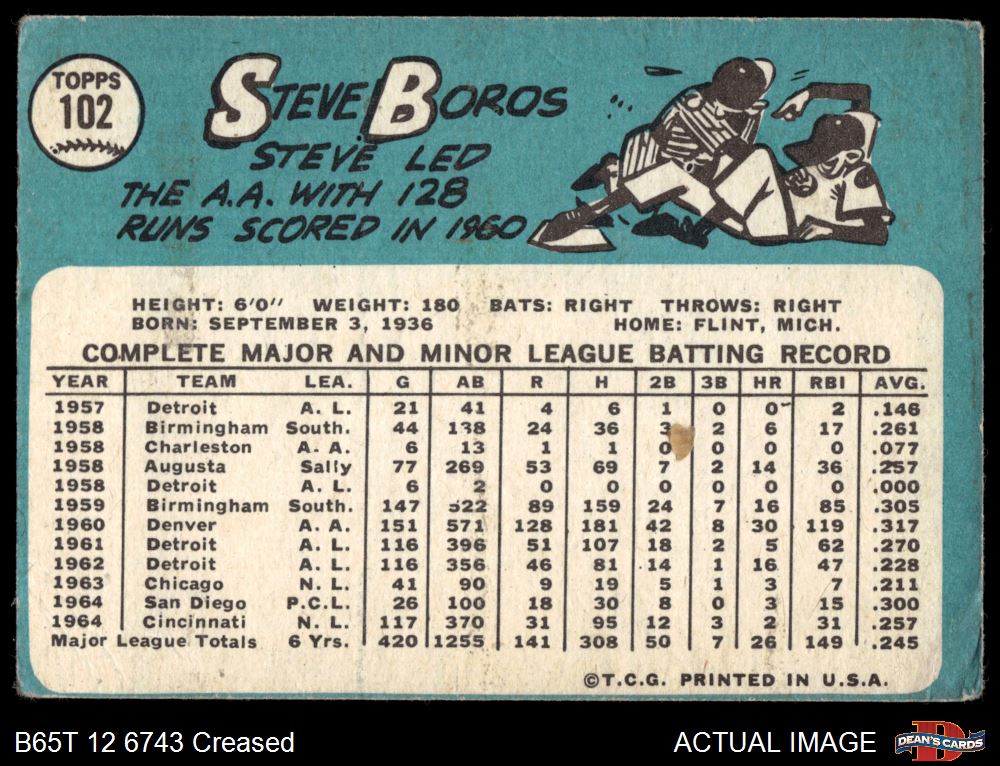 TOPPS
102
STEVE BOROS
STEVE LED
THE A.A. WITH 128
RUNS SCORED IN 1960
HEIGHT: 6'0" WEIGHT: 180 BATS: RIGHT THROWS: RIGHT
BORN: SEPTEMBER 3, 1936 HOME: FLINT, MICH.
COMPLETE MAJOR AND MINOR LEAGUE BATTING RECORD
YEAR TEAM LEA. G AB R H 2B 3B HR RBI AVG.
1957 Detroit A. L. 21 41 4 6 1 0 0 2 .146
1958 Birmingham South. 44 138 24 36 3 2 6 17 .261
1958 Charleston A. A. 6 13 1 1 0 0 0 0 .077
1958 Augusta Sally 77 269 53 69 7 2 14 36 .257
1958 Detroit A. L. 6 2 0 0 0 0 0 0 .000
1959 Birmingham South. 147 522 89 159 24 7 16 85 .305
1960 Denver A. A. 151 571 128 181 42 8 30 119 .317
1961 Detroit A. L. 116 396 51 107 18 2 5 62 .270
1962 Detroit A. L. 116 356 46 81 14 1 16 47 .228
1963 Chicago N. L. 41 90 9 19 5 1 3 7 .211
1964 San Diego P.C.L. 26 100 18 30 8 0 3 15 .300
1964 Cincinnati N. L. 117 370 31 95 12 3 2 31 .257
Major League Totals 6 Yrs. 420 1255 141 308 50 7 26 149 .245
©T.C.G. PRINTED IN U.S.A.
B65T 12 6743 Creased ACTUAL IMAGE
D
DEAN'S CARDS